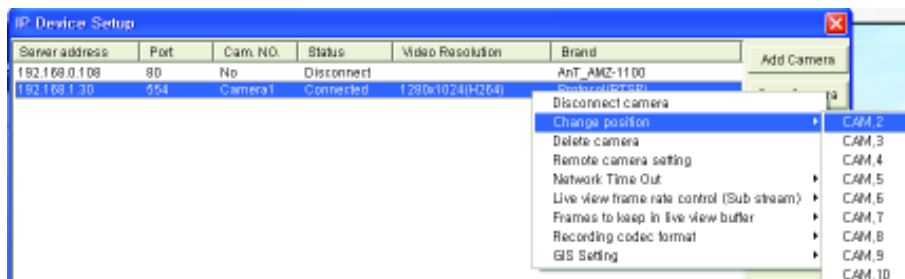 IP Device Setup
Server address Port Cam. NO. Status Video Resolution Brand
Add Camera
192.168.0.108 80 No Disconnect AnT_AMZ-1100
192.168.1.30 554 Camera1 Connected 1280x1024(H264) Protocol(RTSP)
Disconnect camera
Change position
CAM,2
Delete camera
CAM,3
Remote camera setting
CAM,4
Network Time Out
CAM,5
Live view frame rate control (Sub stream)
CAM,6
Frames to keep in live view buffer
CAM,7
Recording codec format
CAM,8
GIS Setting
CAM,9
CAM,10